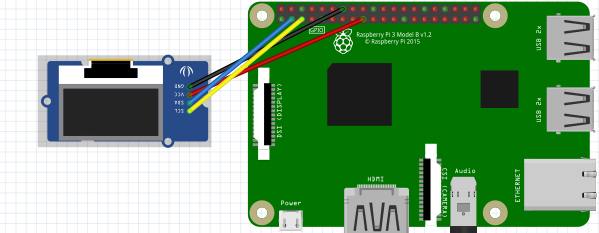 GPIO
Raspberry Pi 3 Model B v1.2
© Raspberry Pi 2015
USB 2x
GND
VCC
SDA
SCL
DSI (DISPLAY)
USB 2x
ETHERNET
HDMI
CSI (CAMERA)
Audio
Power